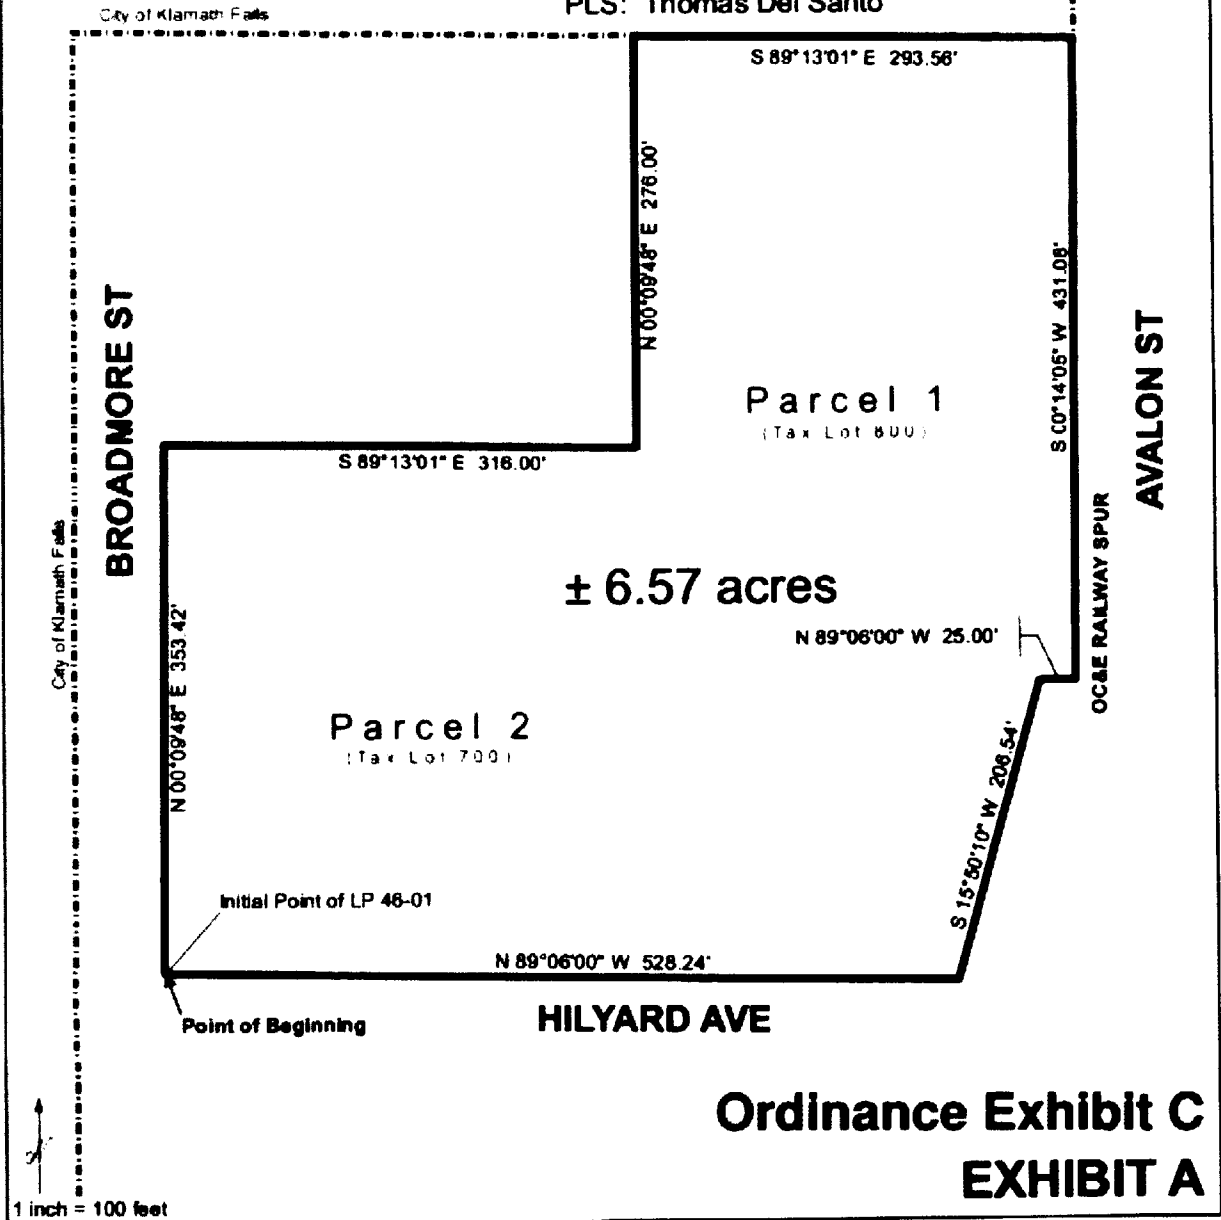 PLS: Thomas Del Santo
City of Klamath Falls
S 89°13'01" E 293.56'
N 00°09'48" E 276.00'
S 00°14'05" W 431.08'
BROADMORE ST
AVALON ST
Parcel 1
(Tax Lot 800)
S 89°13'01" E 316.00'
City of Klamath Falls
OC&E RAILWAY SPUR
± 6.57 acres
N 89°06'00" W 25.00'
N 00°09'48" E 353.42'
Parcel 2
(Tax Lot 700)
S 15°50'10" W 206.54'
Initial Point of LP 46-01
N 89°06'00" W 528.24'
Point of Beginning
HILYARD AVE
Ordinance Exhibit C
EXHIBIT A
1 inch = 100 feet